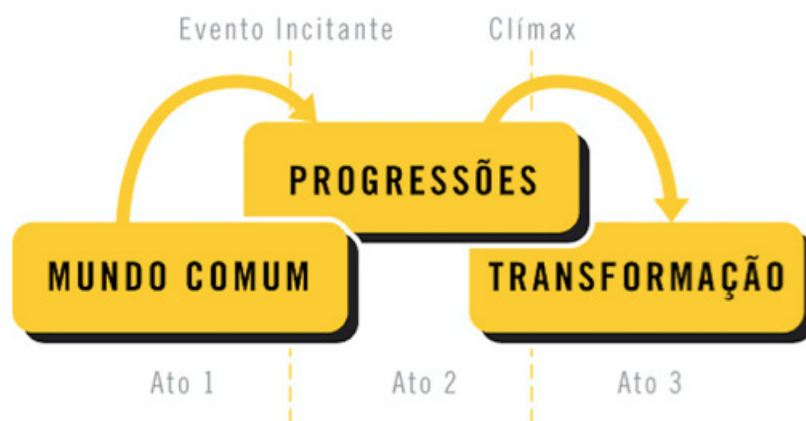 Evento Incitante
Clímax
PROGRESSÕES
MUNDO COMUM
TRANSFORMAÇÃO
Ato 1
Ato 2
Ato 3